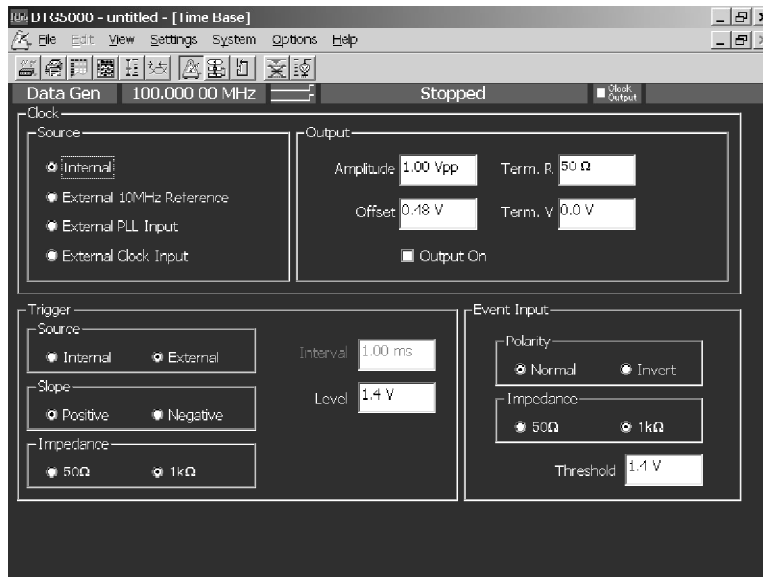 DTG5000 - untitled - [Time Base]
File Edit View Settings System Options Help
Data Gen 100.000 00 MHz Stopped Clock Output
Clock
Source
Internal
External 10MHz Reference
External PLL Input
External Clock Input
Output
Amplitude 1.00 Vpp Term. R 50 Ω
Offset 0.48 V Term. V 0.0 V
Output On
Trigger
Source
Internal External
Interval 1.00 ms
Slope
Positive Negative
Level 1.4 V
Impedance
50Ω 1kΩ
Event Input
Polarity
Normal Invert
Impedance
50Ω 1kΩ
Threshold 1.4 V